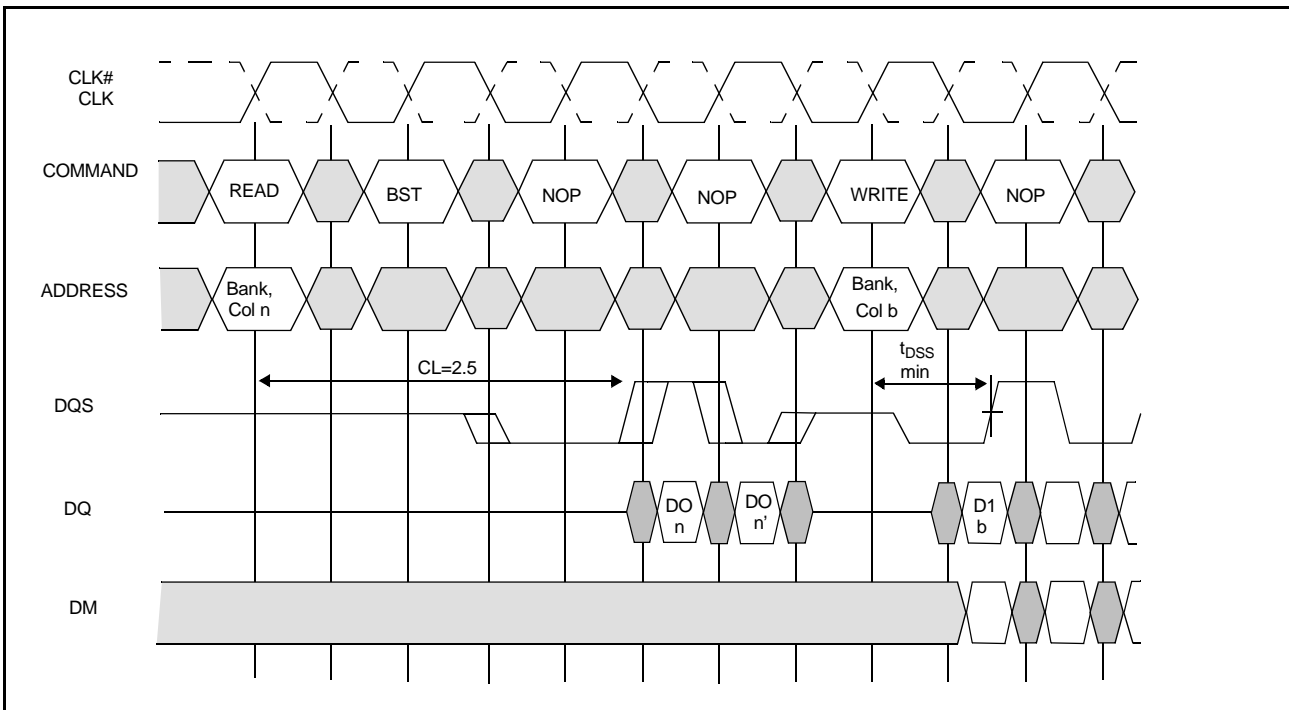 CLK#
CLK
COMMAND
READ
BST
NOP
NOP
WRITE
NOP
ADDRESS
Bank,
Col n
Bank,
Col b
CL=2.5
tDSS
min
DQS
DQ
DO
n
DO
n'
D1
b
DM